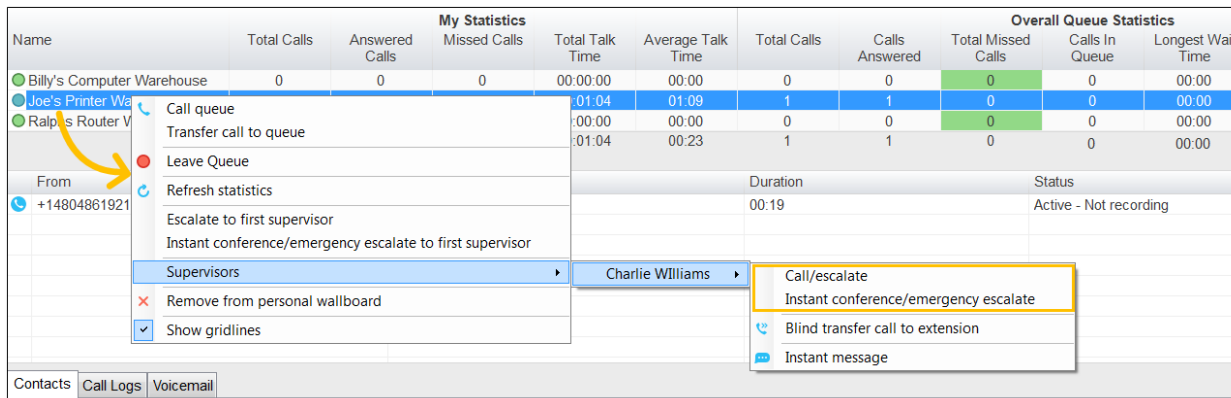 My Statistics Overall Queue Statistics
Name Total Calls Answered Calls Missed Calls Total Talk Time Average Talk Time Total Calls Calls Answered Total Missed Calls Calls In Queue Longest Wai Time
Billy's Computer Warehouse 0 0 0 00:00:00 00:00 0 0 0 0 00:00
Joe's Printer Wa :01:04 01:09 1 1 0 0 00:00
Ralph's Router W :00:00 00:00 0 0 0 0 00:00
:01:04 00:23 1 1 0 0 00:00
Call queue
Transfer call to queue
Leave Queue
Refresh statistics
Escalate to first supervisor
Instant conference/emergency escalate to first supervisor
Supervisors
Remove from personal wallboard
Show gridlines
From Duration Status
+14804861921 00:19 Active - Not recording
Charlie WIlliams
Call/escalate
Instant conference/emergency escalate
Blind transfer call to extension
Instant message
Contacts Call Logs Voicemail